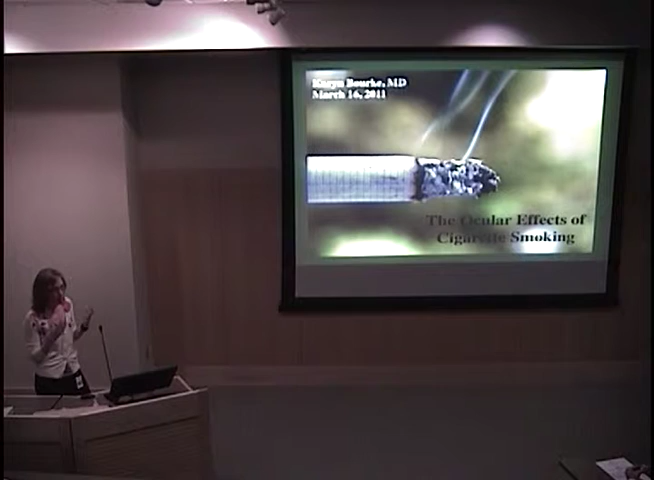 Karyn Bourke, MD
March 16, 2011
The Ocular Effects of
Cigarette Smoking